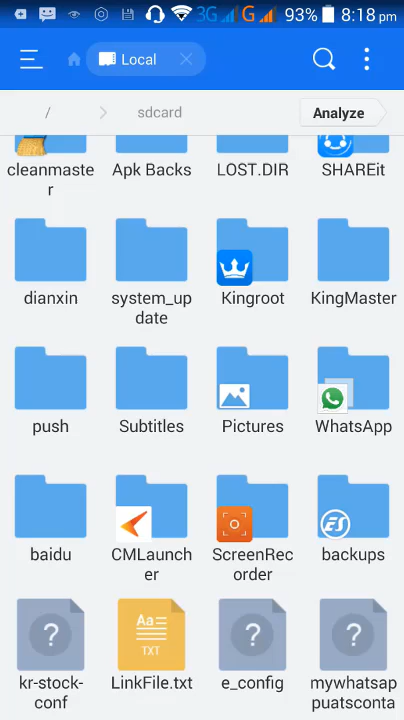 3G G 93% 8:18 pm
Local
/ sdcard Analyze
cleanmaste
r
Apk Backs
LOST.DIR
SHAREit
dianxin
system_up
date
Kingroot
KingMaster
push
Subtitles
Pictures
WhatsApp
baidu
CMLaunch
er
ScreenRec
order
ES
backups
?
kr-stock-
conf
Aa
TXT
LinkFile.txt
?
e_config
?
mywhatsap
puatsconta